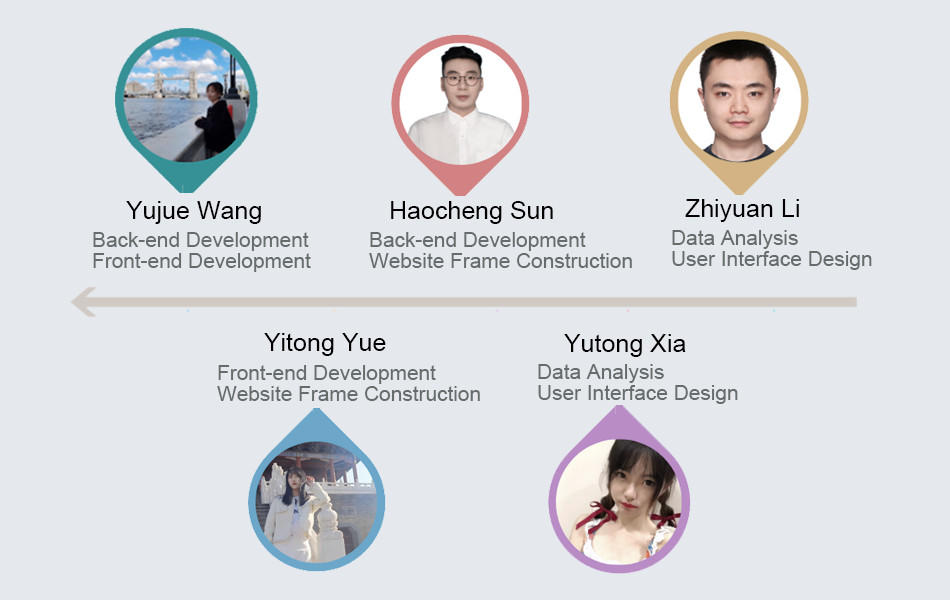 Yujue Wang
Back-end Development
Front-end Development
Haocheng Sun
Back-end Development
Website Frame Construction
Zhiyuan Li
Data Analysis
User Interface Design
Yitong Yue
Front-end Development
Website Frame Construction
Yutong Xia
Data Analysis
User Interface Design